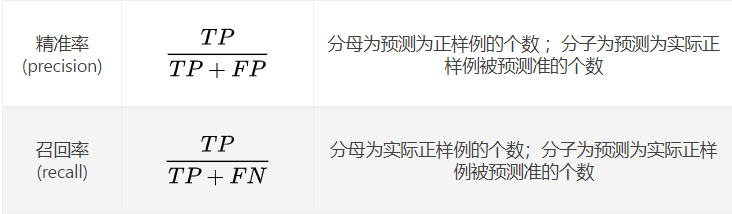 精准率
(precision)
TP
TP + FP
分母为预测为正样例的个数 ；分子为预测为实际正
样例被预测准的个数
召回率
(recall)
TP
TP + FN
分母为实际正样例的个数；分子为预测为实际正样
例被预测准的个数